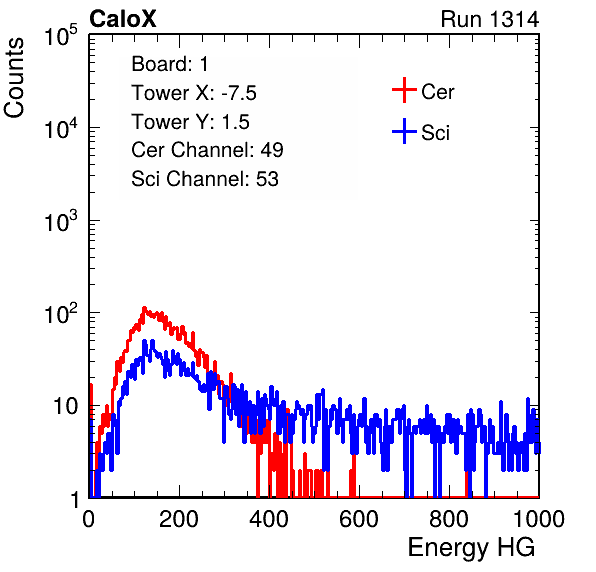 CaloX Run 1314
Counts
Board: 1
Tower X: -7.5
Tower Y: 1.5
Cer Channel: 49
Sci Channel: 53
Cer
Sci
10^5
10^4
10^3
10^2
10
1
0 200 400 600 800 1000
Energy HG